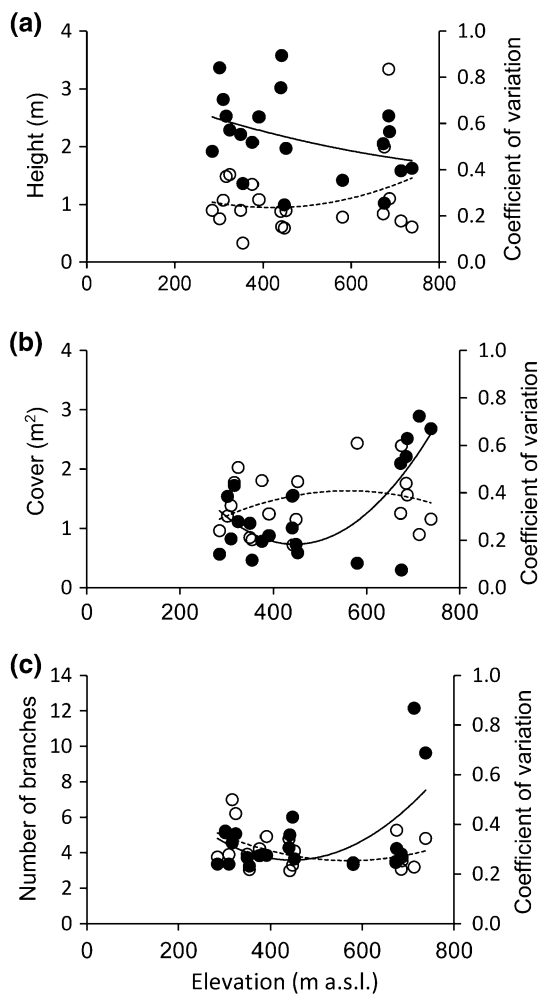 (a)
Height (m)
4
3
2
1
0
1.0
0.8
0.6
0.4
0.2
0.0
Coefficient of variation
0 200 400 600 800
(b)
Cover (m²)
4
3
2
1
0
1.0
0.8
0.6
0.4
0.2
0.0
Coefficient of variation
0 200 400 600 800
(c)
Number of branches
14
12
10
8
6
4
2
0
1.0
0.8
0.6
0.4
0.2
0.0
Coefficient of variation
0 200 400 600 800
Elevation (m a.s.l.)